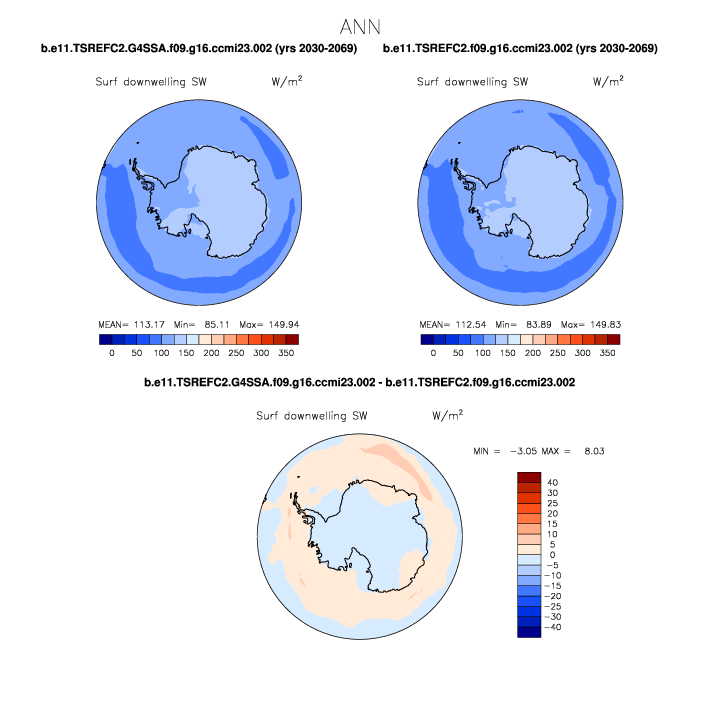 ANN
b.e11.TSREFC2.G4SSA.f09.g16.ccmi23.002 (yrs 2030-2069)
b.e11.TSREFC2.f09.g16.ccmi23.002 (yrs 2030-2069)
Surf downwelling SW W/m²
Surf downwelling SW W/m²
MEAN= 113.17 Min= 85.11 Max= 149.94
MEAN= 112.54 Min= 83.89 Max= 149.83
0 50 100 150 200 250 300 350
0 50 100 150 200 250 300 350
b.e11.TSREFC2.G4SSA.f09.g16.ccmi23.002 - b.e11.TSREFC2.f09.g16.ccmi23.002
Surf downwelling SW W/m²
MIN = -3.05 MAX = 8.03
40
30
25
20
15
10
5
0
-5
-10
-15
-20
-25
-30
-40